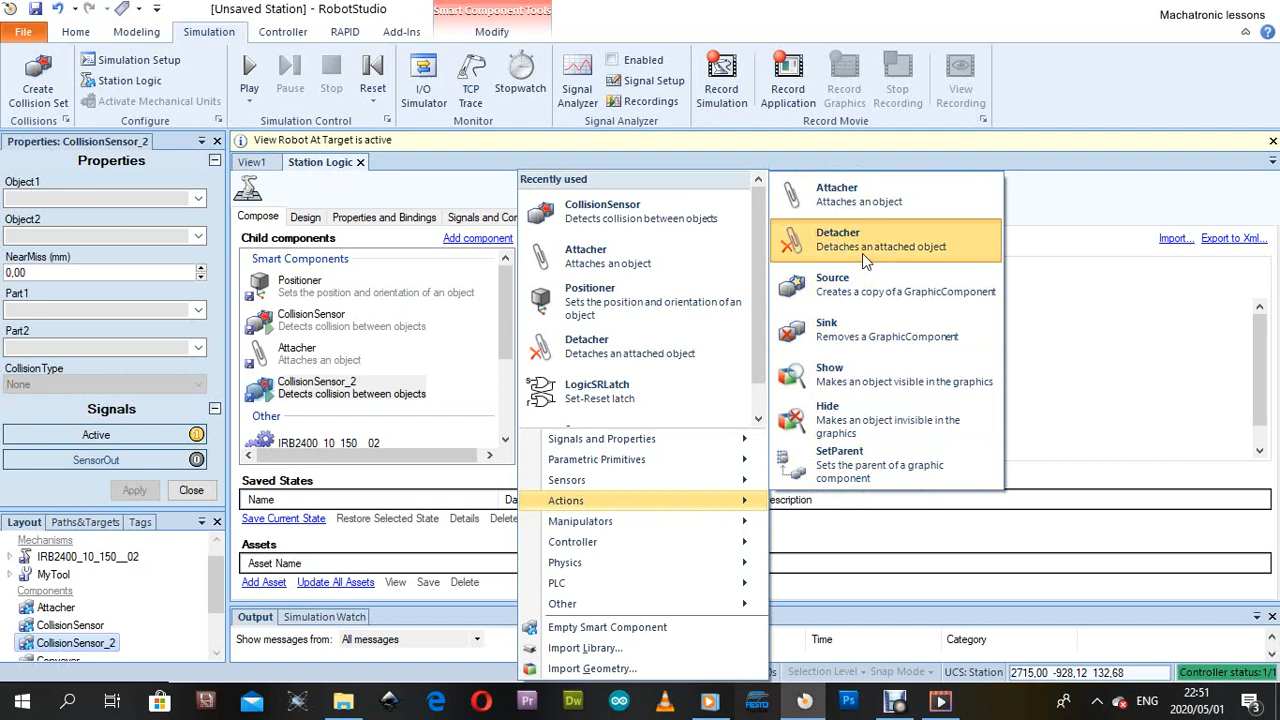 [Unsaved Station] - RobotStudio
Smart Component Tools
Machatronic lessons
File
Home
Modeling
Simulation
Controller
RAPID
Add-Ins
Modify
Create
Collision Set
Collisions
Simulation Setup
Station Logic
Activate Mechanical Units
Configure
Play
Pause
Stop
Reset
Simulation Control
I/O
Simulator
TCP
Trace
Stopwatch
Monitor
Signal
Analyzer
Enabled
Signal Setup
Recordings
Signal Analyzer
Record
Simulation
Record
Application
Record
Graphics
Stop
Recording
View
Recording
Record Movie
Properties: CollisionSensor_2
Properties
Object1
Object2
NearMiss (mm)
0,00
Part1
Part2
CollisionType
None
Signals
Active
SensorOut
Apply
Close
Layout
Paths&Targets
Tags
Mechanisms
IRB2400_10_150__02
MyTool
Components
Attacher
CollisionSensor
CollisionSensor_2
Conveyor
View Robot At Target is active
View1
Station Logic
Compose
Design
Properties and Bindings
Signals and Con
Child components
Add component
Import...
Export to Xml...
Smart Components
Positioner
Sets the position and orientation of an
CollisionSensor
Detects collision between objects
Attacher
Attaches an object
CollisionSensor_2
Detects collision between objects
Other
IRB2400_10_150__02
Saved States
Name
Da
escription
Save Current State
Restore Selected State
Details
Delete
Assets
Asset Name
Add Asset
Update All Assets
View
Save
Delete
Output
Simulation Watch
Show messages from:
All messages
Time
Category
Recently used
CollisionSensor
Detects collision between objects
Attacher
Attaches an object
Positioner
Sets the position and orientation of an
object
Detacher
Detaches an attached object
LogicSRLatch
Set-Reset latch
Signals and Properties
Parametric Primitives
Sensors
Actions
Manipulators
Controller
Physics
PLC
Other
Empty Smart Component
Import Library...
Import Geometry...
Attacher
Attaches an object
Detacher
Detaches an attached object
Source
Creates a copy of a GraphicComponent
Sink
Removes a GraphicComponent
Show
Makes an object visible in the graphics
Hide
Makes an object invisible in the
graphics
SetParent
Sets the parent of a graphic
component
Selection Level
Snap Mode
UCS: Station
2715,00 -928,12 132,68
Controller status: 1/1
Pr
Dw
FESTO
Ps
ENG
22:51
2020/05/01
3